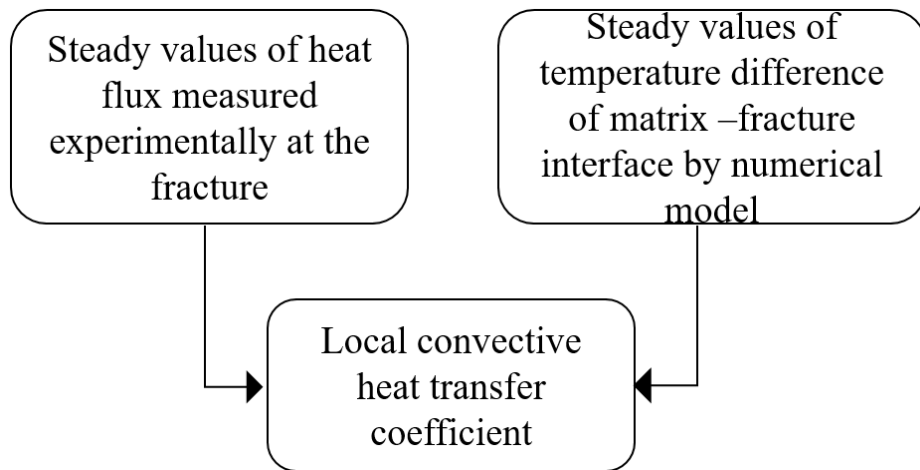 Steady values of heat
flux measured
experimentally at the
fracture
Steady values of
temperature difference
of matrix –fracture
interface by numerical
model
Local convective
heat transfer
coefficient